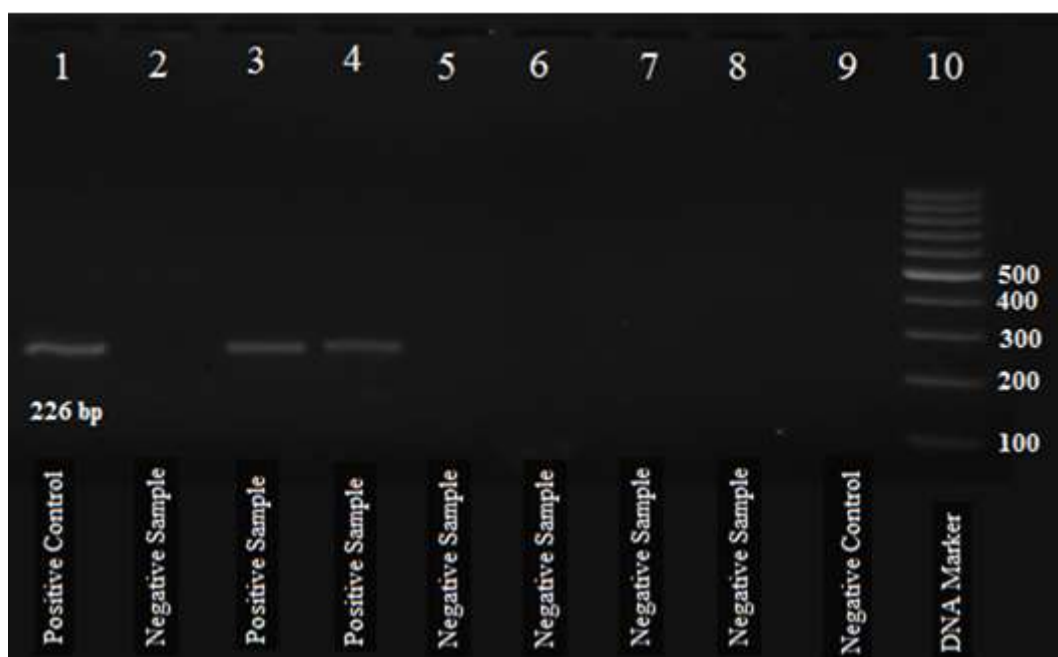 1 2 3 4 5 6 7 8 9 10
500
400
300
200
100
226 bp
Positive Control
Negative Sample
Positive Sample
Positive Sample
Negative Sample
Negative Sample
Negative Sample
Negative Sample
Negative Control
DNA Marker